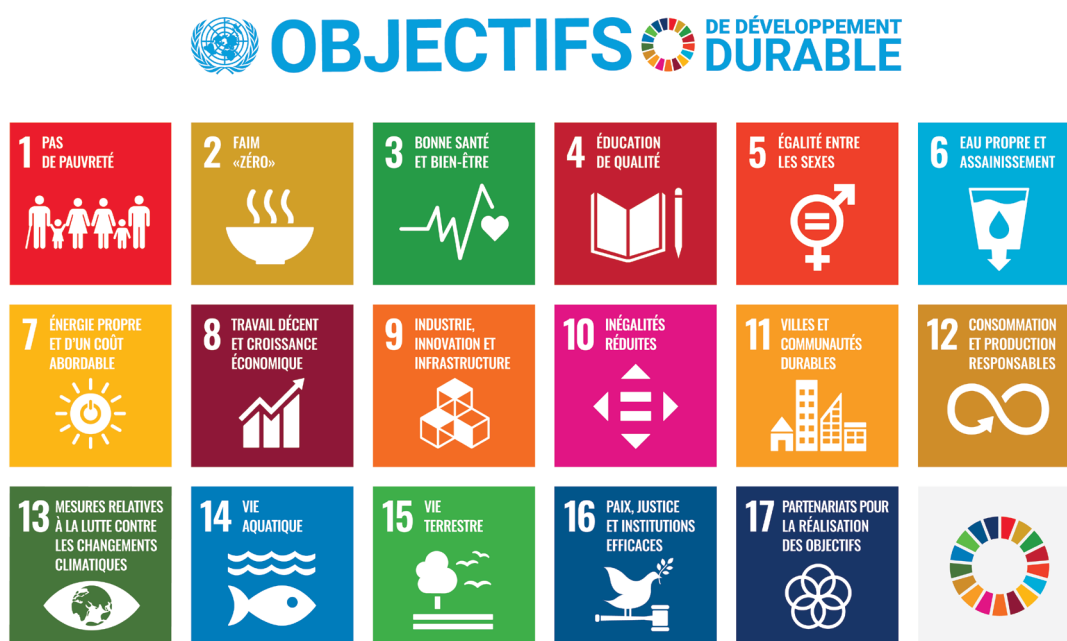 OBJECTIFS
DE DÉVELOPPEMENT
DURABLE
1 PAS
DE PAUVRETÉ
2 FAIM
«ZÉRO»
3 BONNE SANTÉ
ET BIEN-ÊTRE
4 ÉDUCATION
DE QUALITÉ
5 ÉGALITÉ ENTRE
LES SEXES
6 EAU PROPRE ET
ASSAINISSEMENT
7 ÉNERGIE PROPRE
ET D'UN COÛT
ABORDABLE
8 TRAVAIL DÉCENT
ET CROISSANCE
ÉCONOMIQUE
9 INDUSTRIE,
INNOVATION ET
INFRASTRUCTURE
10 INÉGALITÉS
RÉDUITES
11 VILLES ET
COMMUNAUTÉS
DURABLES
12 CONSOMMATION
ET PRODUCTION
RESPONSABLES
13 MESURES RELATIVES
À LA LUTTE CONTRE
LES CHANGEMENTS
CLIMATIQUES
14 VIE
AQUATIQUE
15 VIE
TERRESTRE
16 PAIX, JUSTICE
ET INSTITUTIONS
EFFICACES
17 PARTENARIATS POUR
LA RÉALISATION
DES OBJECTIFS